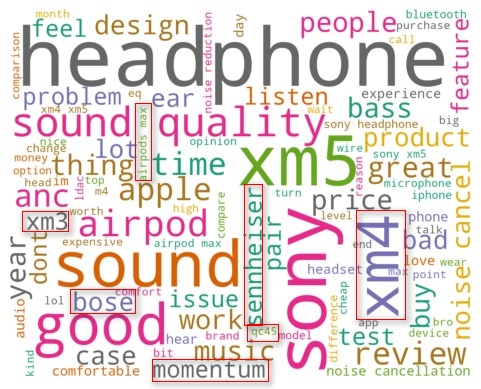 month
bluetooth
feel
design
people
purchase
call
comparison
headphone
noise reduction
day
feature
problem
ear
listen
experience
xm4 xm5
eq
wait
bass
big
sound quality
sony headphone
nice
lot
airpods max
opinion
wire
product
change
money
thing
time
xm5
sony xm5
great
option
head
im
top
reason
microphone
anc
ldac
m4
apple
turn
iphone
worth
high
compare
price
noise cancel
xm3
airpod
sennheiser
pair
level
xm4
phone
year
dont
expensive
airpod max
sony
end
talk
bad
sound
headset
love
wear
max
point
lol
bose
comfort
issue
cheap
buy
audio
good
work
qc45
difference
app
bro
hear
brand
model
test
device
kind
case
bit
music
review
comfortable
momentum
noise cancellation